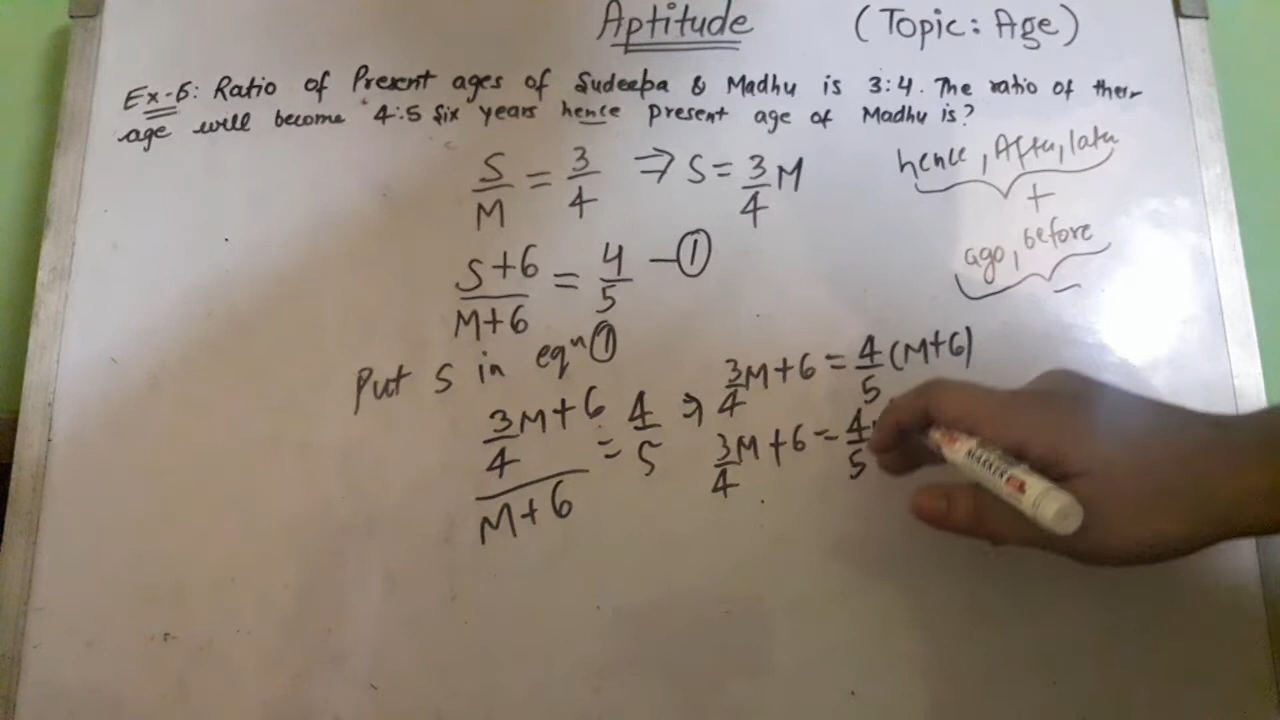 Aptitude (Topic: Age)
Ex-6: Ratio of Present ages of Sudeepa & Madhu is 3:4. The ratio of their
age will become 4:5 Six years hence Present age of Madhu is?
hence, After, later
+
ago, before
-
S/M = 3/4 ⇒ S = 3/4 M
S+6/M+6 = 4/5 -①
Put S in eqn ①
3/4 M+6/M+6 = 4/5 ⇒ 3/4 M+6 = 4/5 (M+6)
3/4 M+6 = 4/5
MARKER